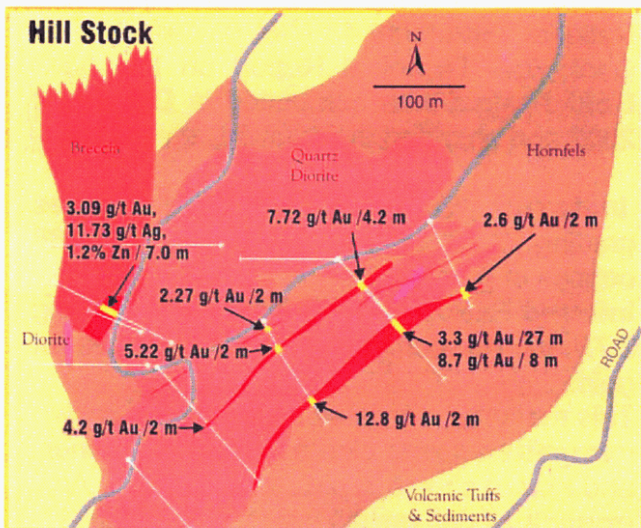 Hill Stock
N
100 m
Breccia
Quartz
Diorite
Hornfels
3.09 g/t Au,
11.73 g/t Ag,
1.2% Zn / 7.0 m
7.72 g/t Au /4.2 m
2.6 g/t Au /2 m
2.27 g/t Au /2 m
Diorite
5.22 g/t Au /2 m
3.3 g/t Au /27 m
8.7 g/t Au / 8 m
ROAD
4.2 g/t Au /2 m
12.8 g/t Au /2 m
Volcanic Tuffs
& Sediments